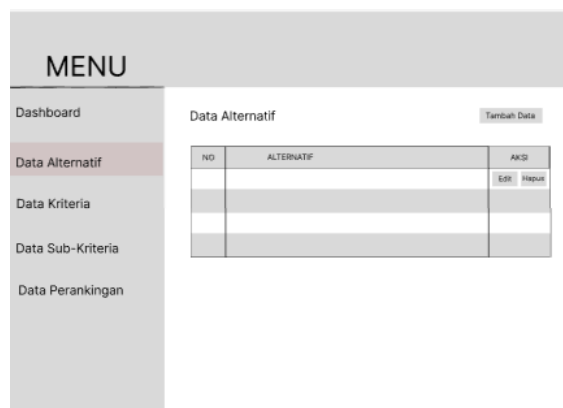 MENU
Dashboard
Data Alternatif
Data Kriteria
Data Sub-Kriteria
Data Perankingan
Data Alternatif
Tambah Data
NO ALTERNATIF AKSI
Edit Hapus